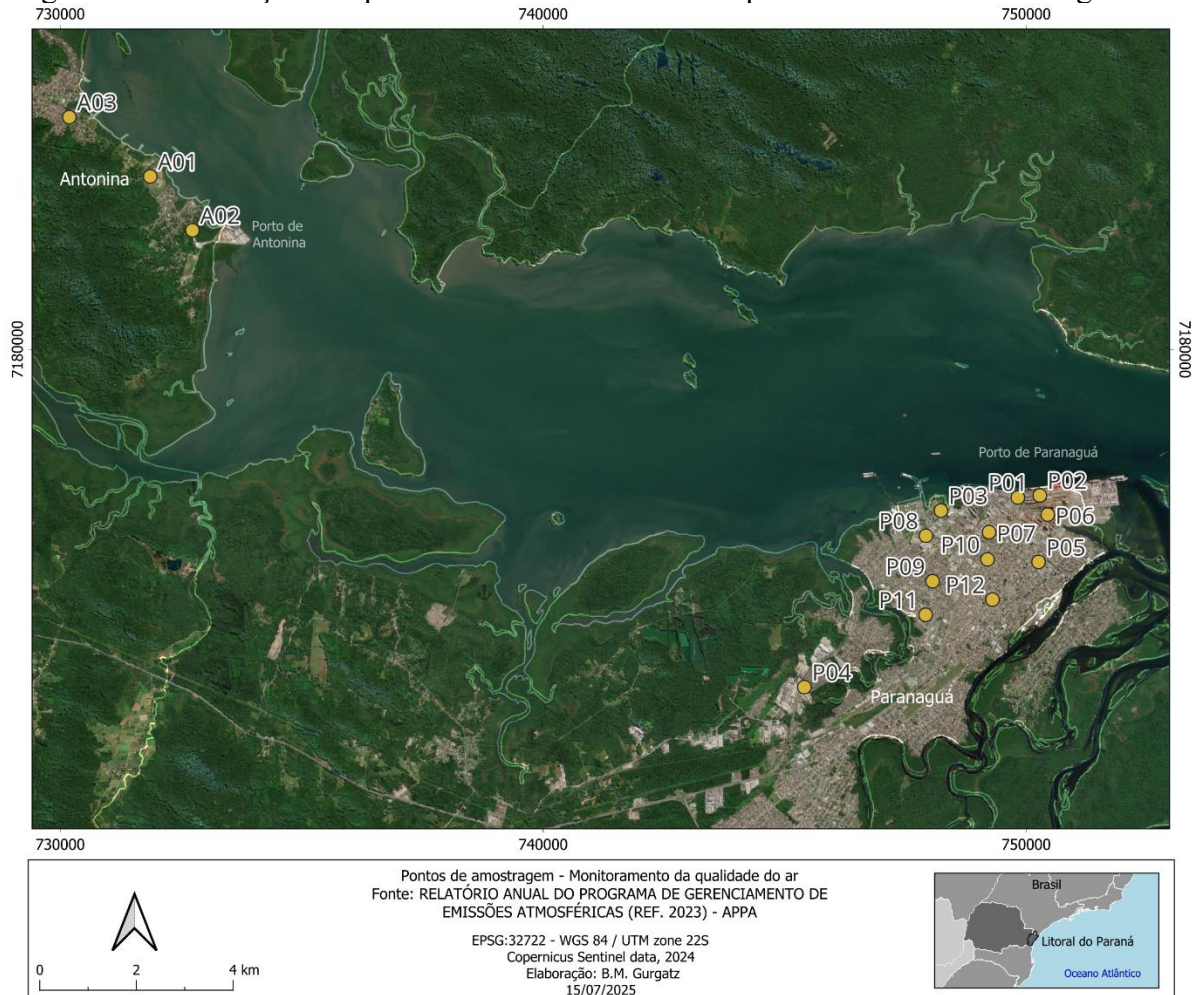 730000 740000 750000
A03
A01
Antonina
A02
Porto de
Antonina
7180000
7180000
Porto de Paranaguá
P01
P02
P03
P06
P08
P07
P10
P05
P09
P12
P11
P04
Paranaguá
730000 740000 750000
Pontos de amostragem - Monitoramento da qualidade do ar
Fonte: RELATÓRIO ANUAL DO PROGRAMA DE GERENCIAMENTO DE
EMISSÕES ATMOSFÉRICAS (REF. 2023) - APPA
EPSG:32722 - WGS 84 / UTM zone 22S
Copernicus Sentinel data, 2024
Elaboração: B.M. Gurgatz
15/07/2025
0 2 4 km
Brasil
Litoral do Paraná
Oceano Atlântico